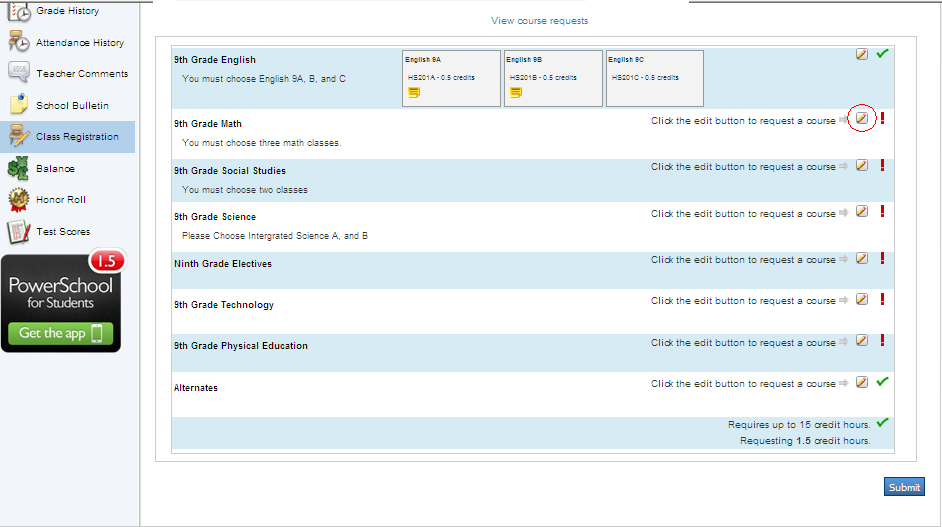 View course requests
Grade History
Attendance History
Teacher Comments
School Bulletin
Class Registration
Balance
Honor Roll
Test Scores
1.5
PowerSchool
for Students
Get the app
9th Grade English
You must choose English 9A, B, and C
English 9A
HS201A - 0.5 credits
English 9B
HS201B - 0.5 credits
English 9C
HS201C - 0.5 credits
9th Grade Math
Click the edit button to request a course
You must choose three math classes.
9th Grade Social Studies
Click the edit button to request a course
You must choose two classes
9th Grade Science
Click the edit button to request a course
Please Choose Intergrated Science A, and B
Ninth Grade Electives
Click the edit button to request a course
9th Grade Technology
Click the edit button to request a course
9th Grade Physical Education
Click the edit button to request a course
Alternates
Click the edit button to request a course
Requires up to 15 credit hours.
Requesting 1.5 credit hours.
Submit